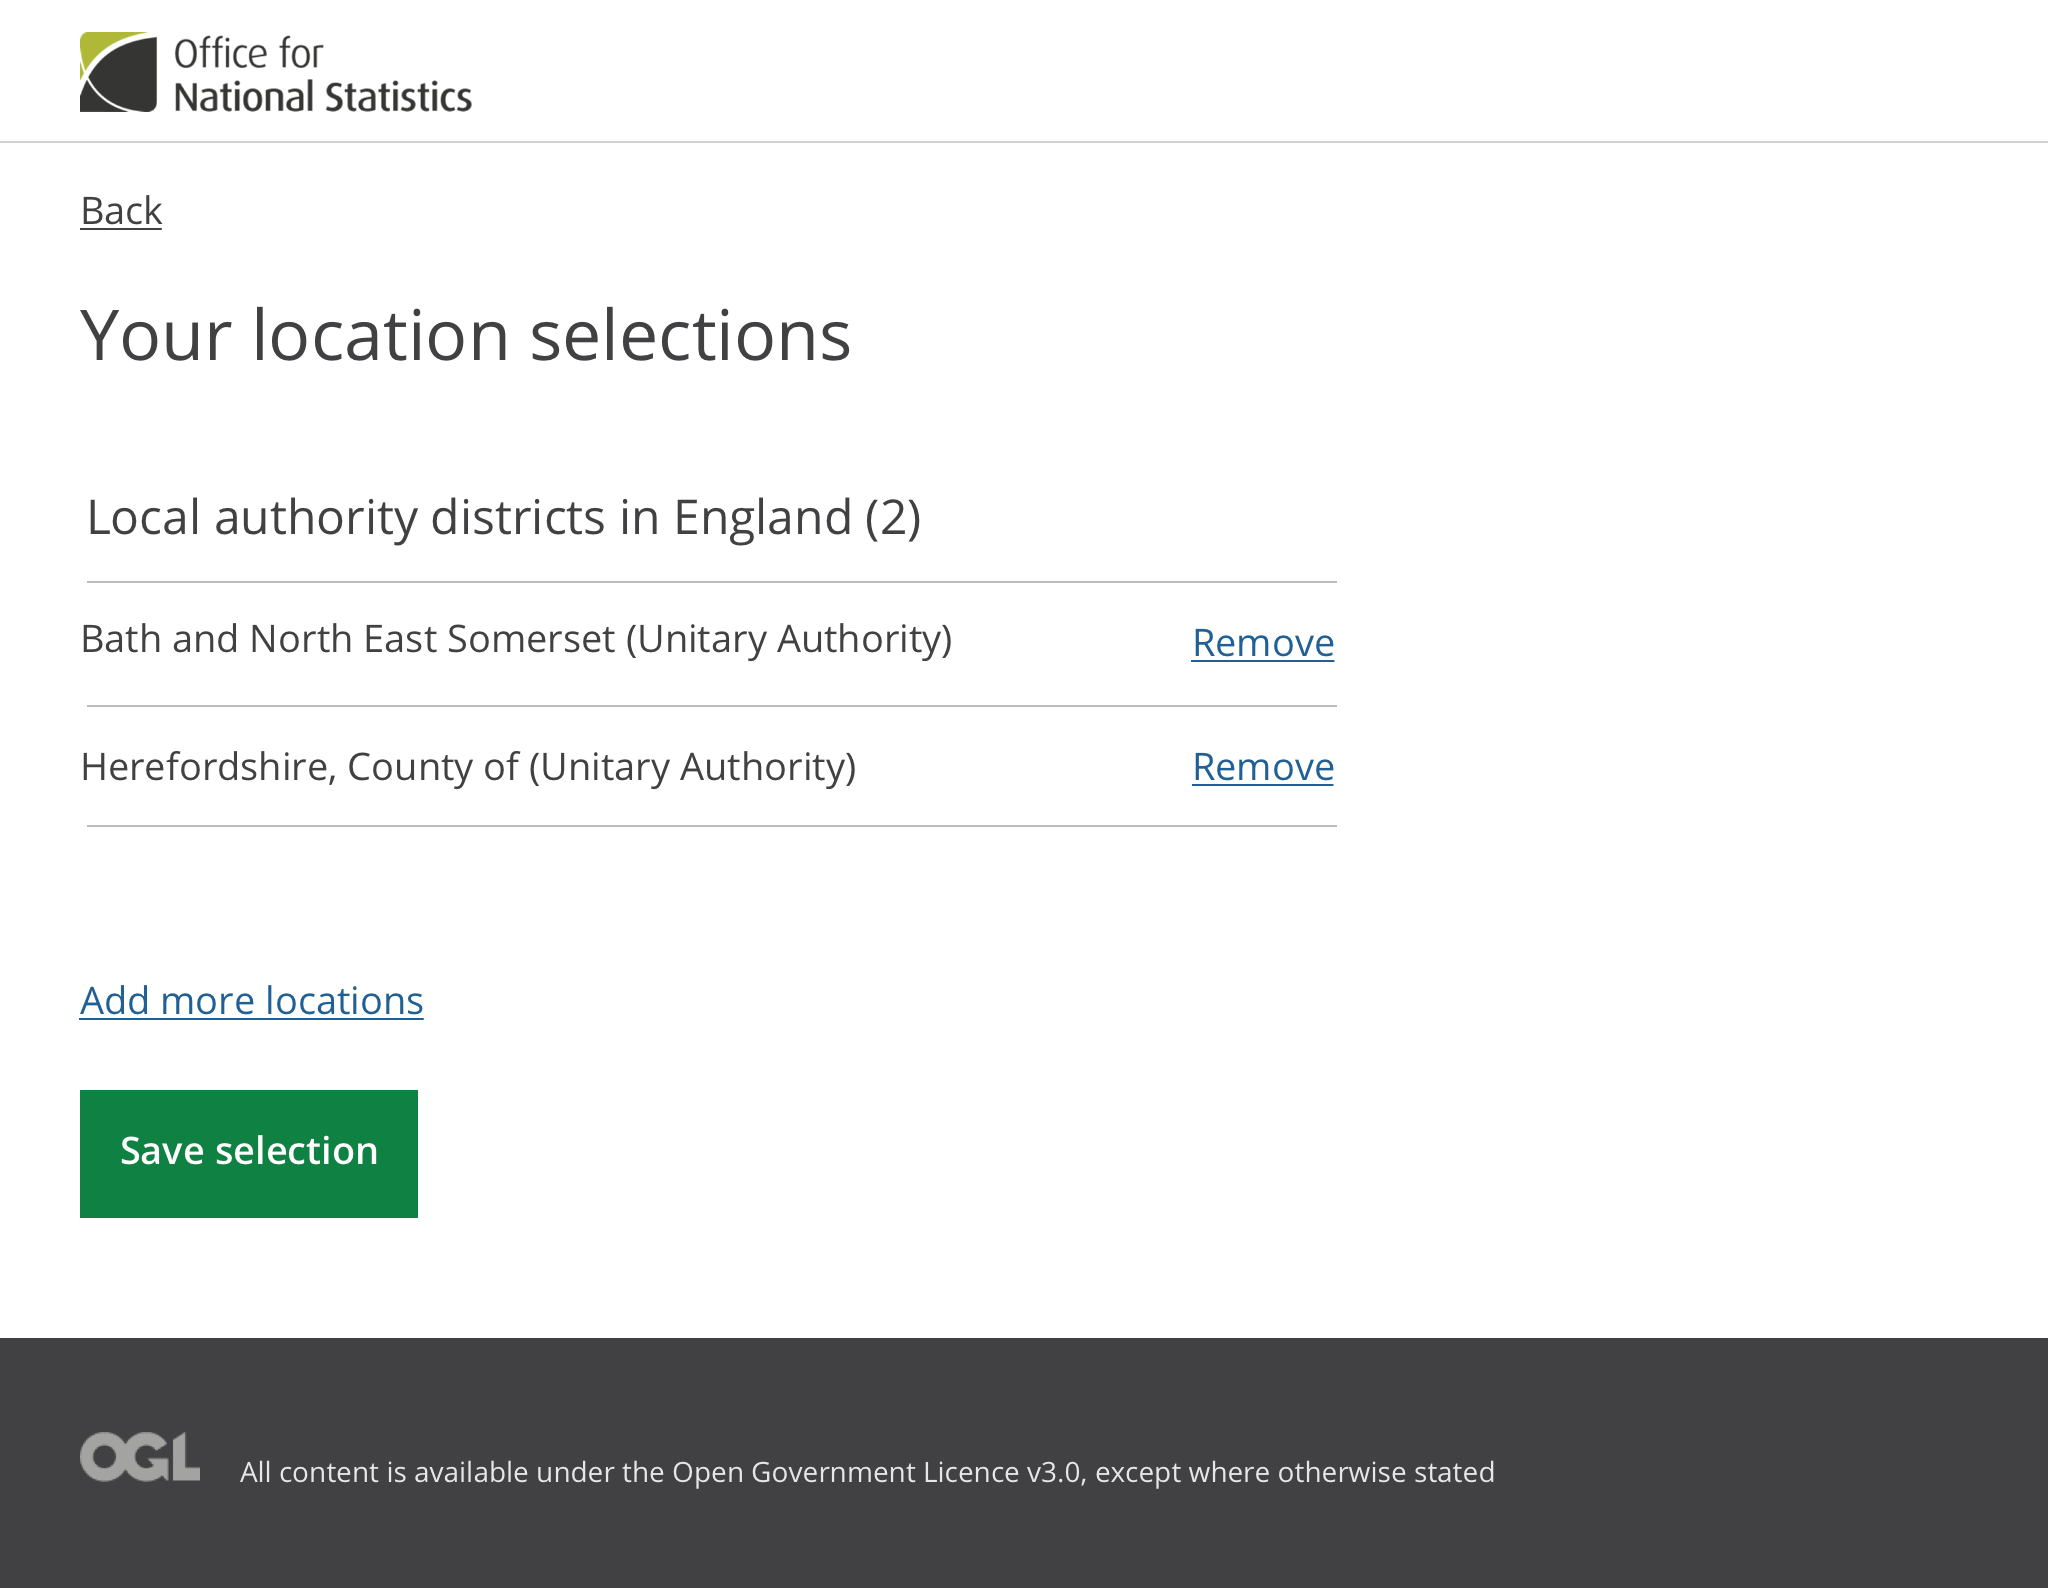 Office for
National Statistics
Back
Your location selections
Local authority districts in England (2)
Bath and North East Somerset (Unitary Authority) Remove
Herefordshire, County of (Unitary Authority) Remove
Add more locations
Save selection
OGL All content is available under the Open Government Licence v3.0, except where otherwise stated